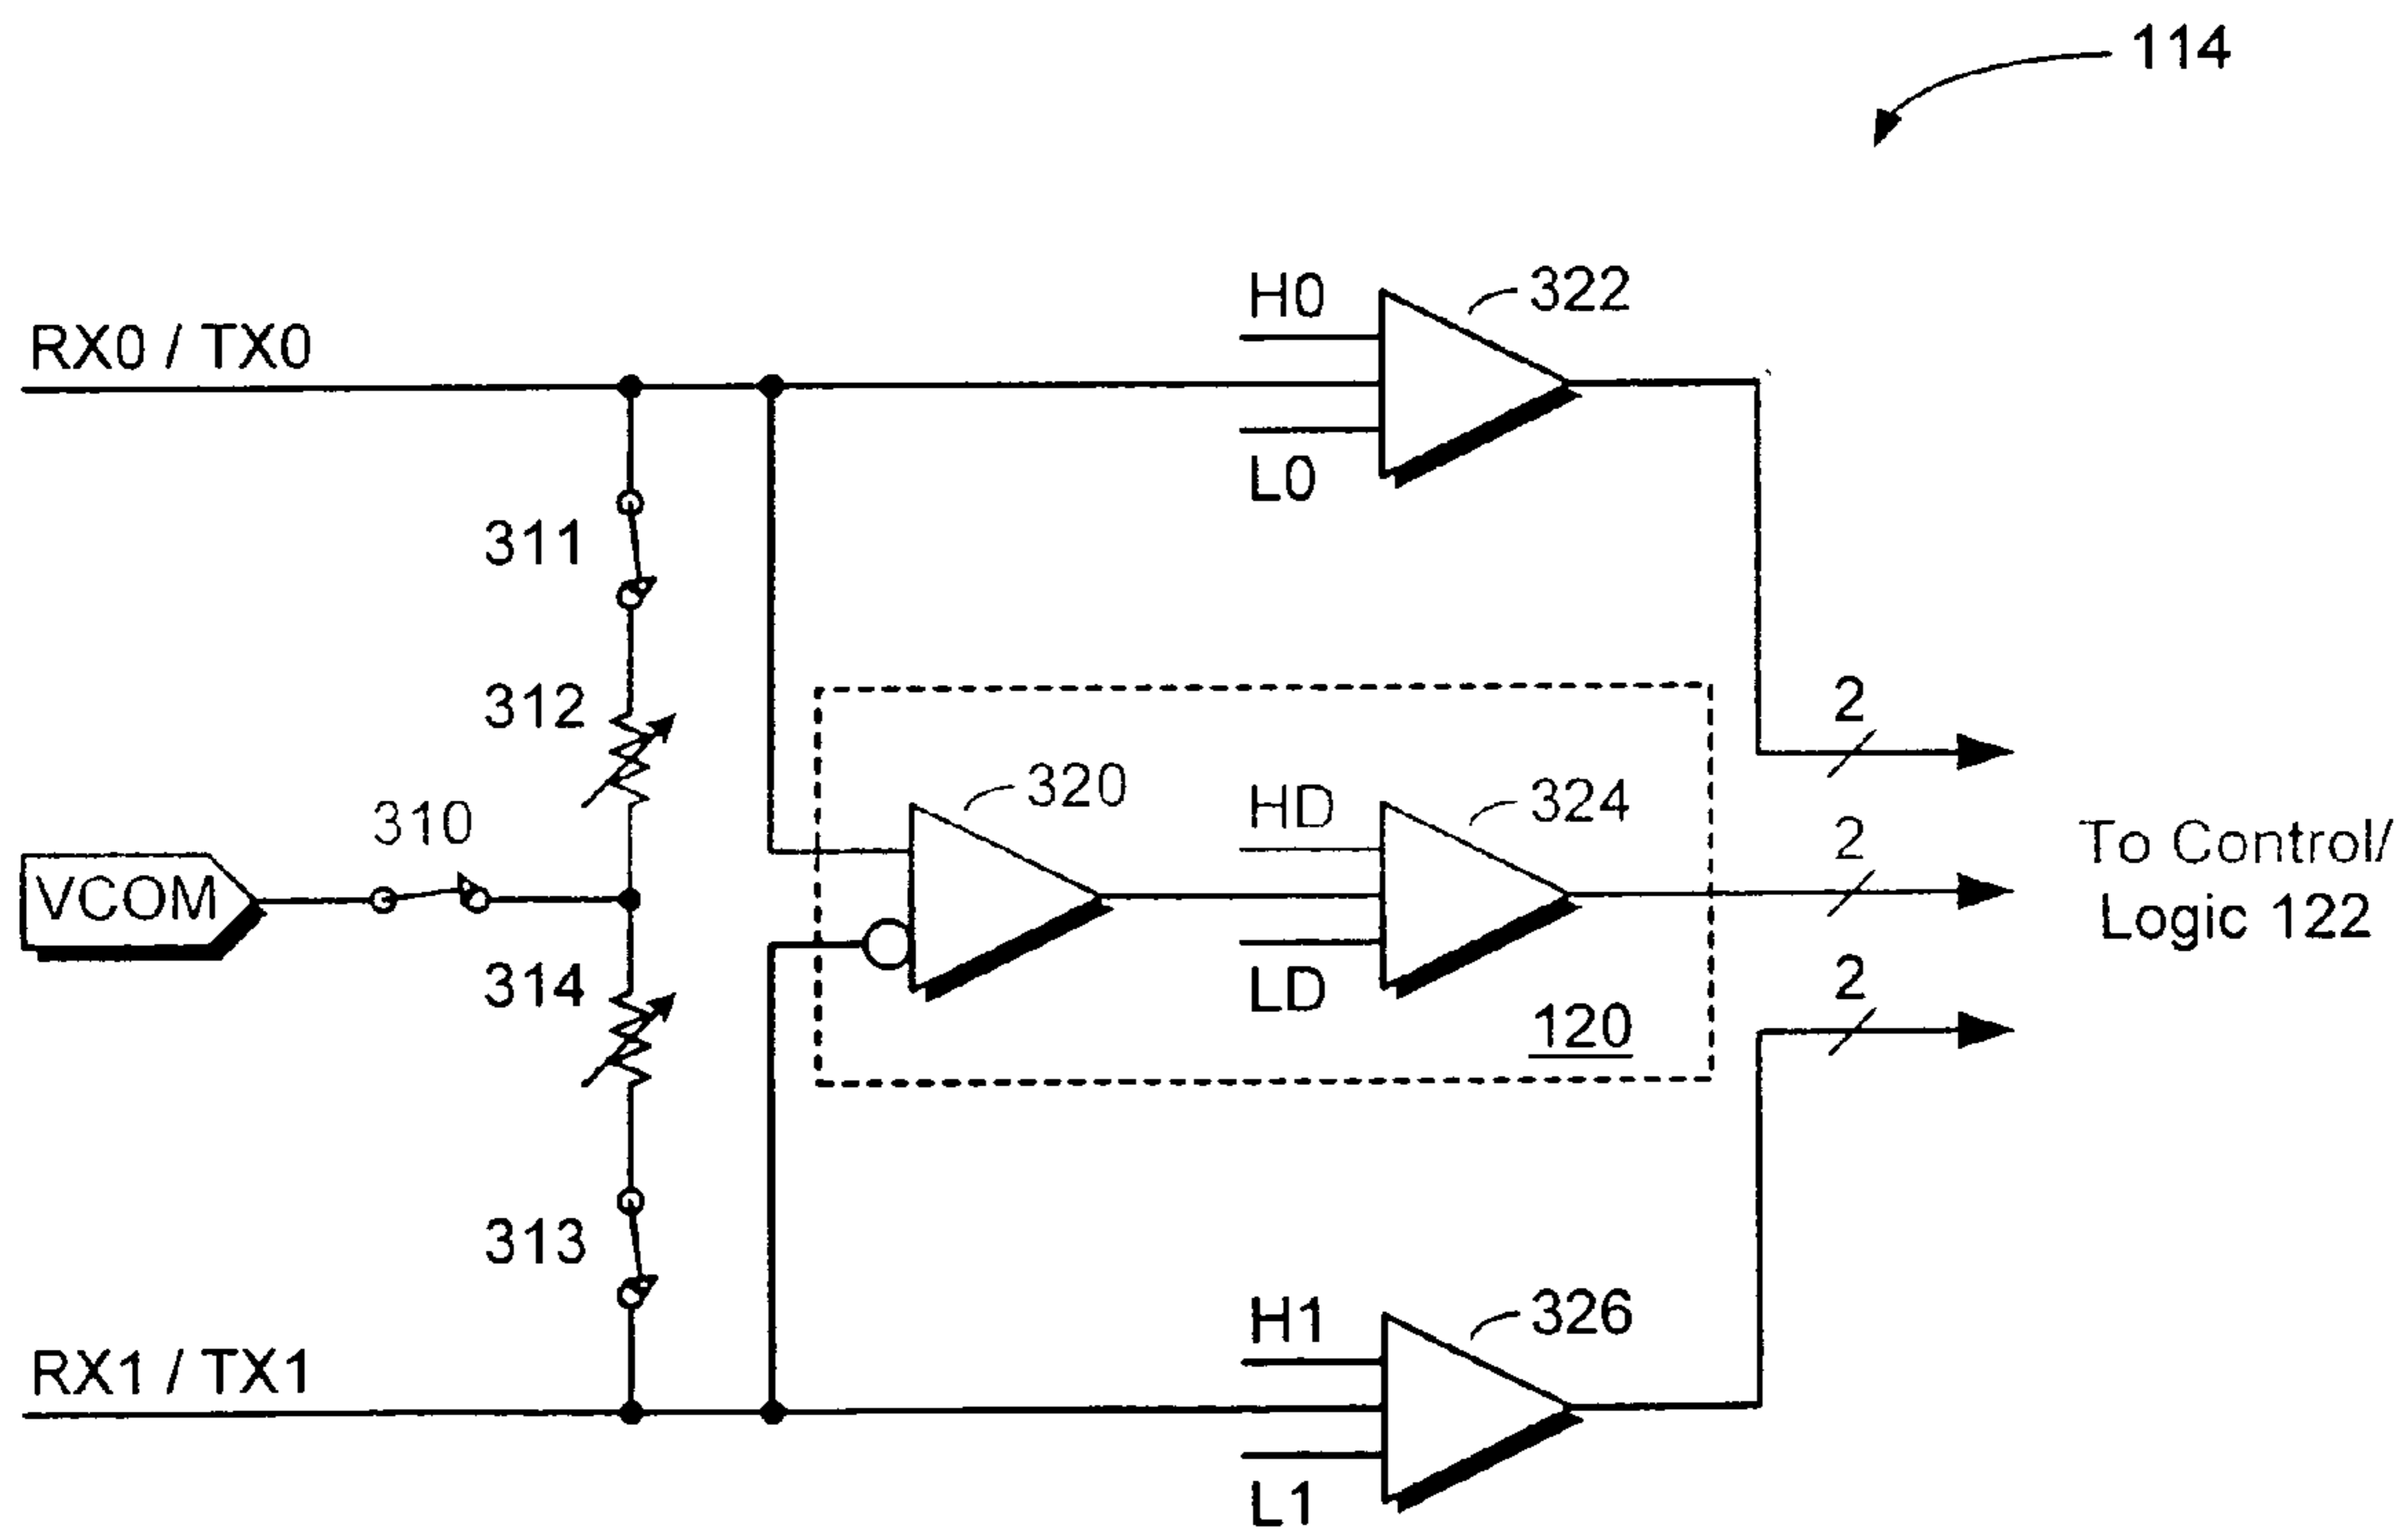 114
H0
322
RX0 / TX0
L0
311
312
2
320
HD
324
310
2
To Control/
Logic 122
VCOM
314
LD
2
120
313
H1
326
RX1 / TX1
L1